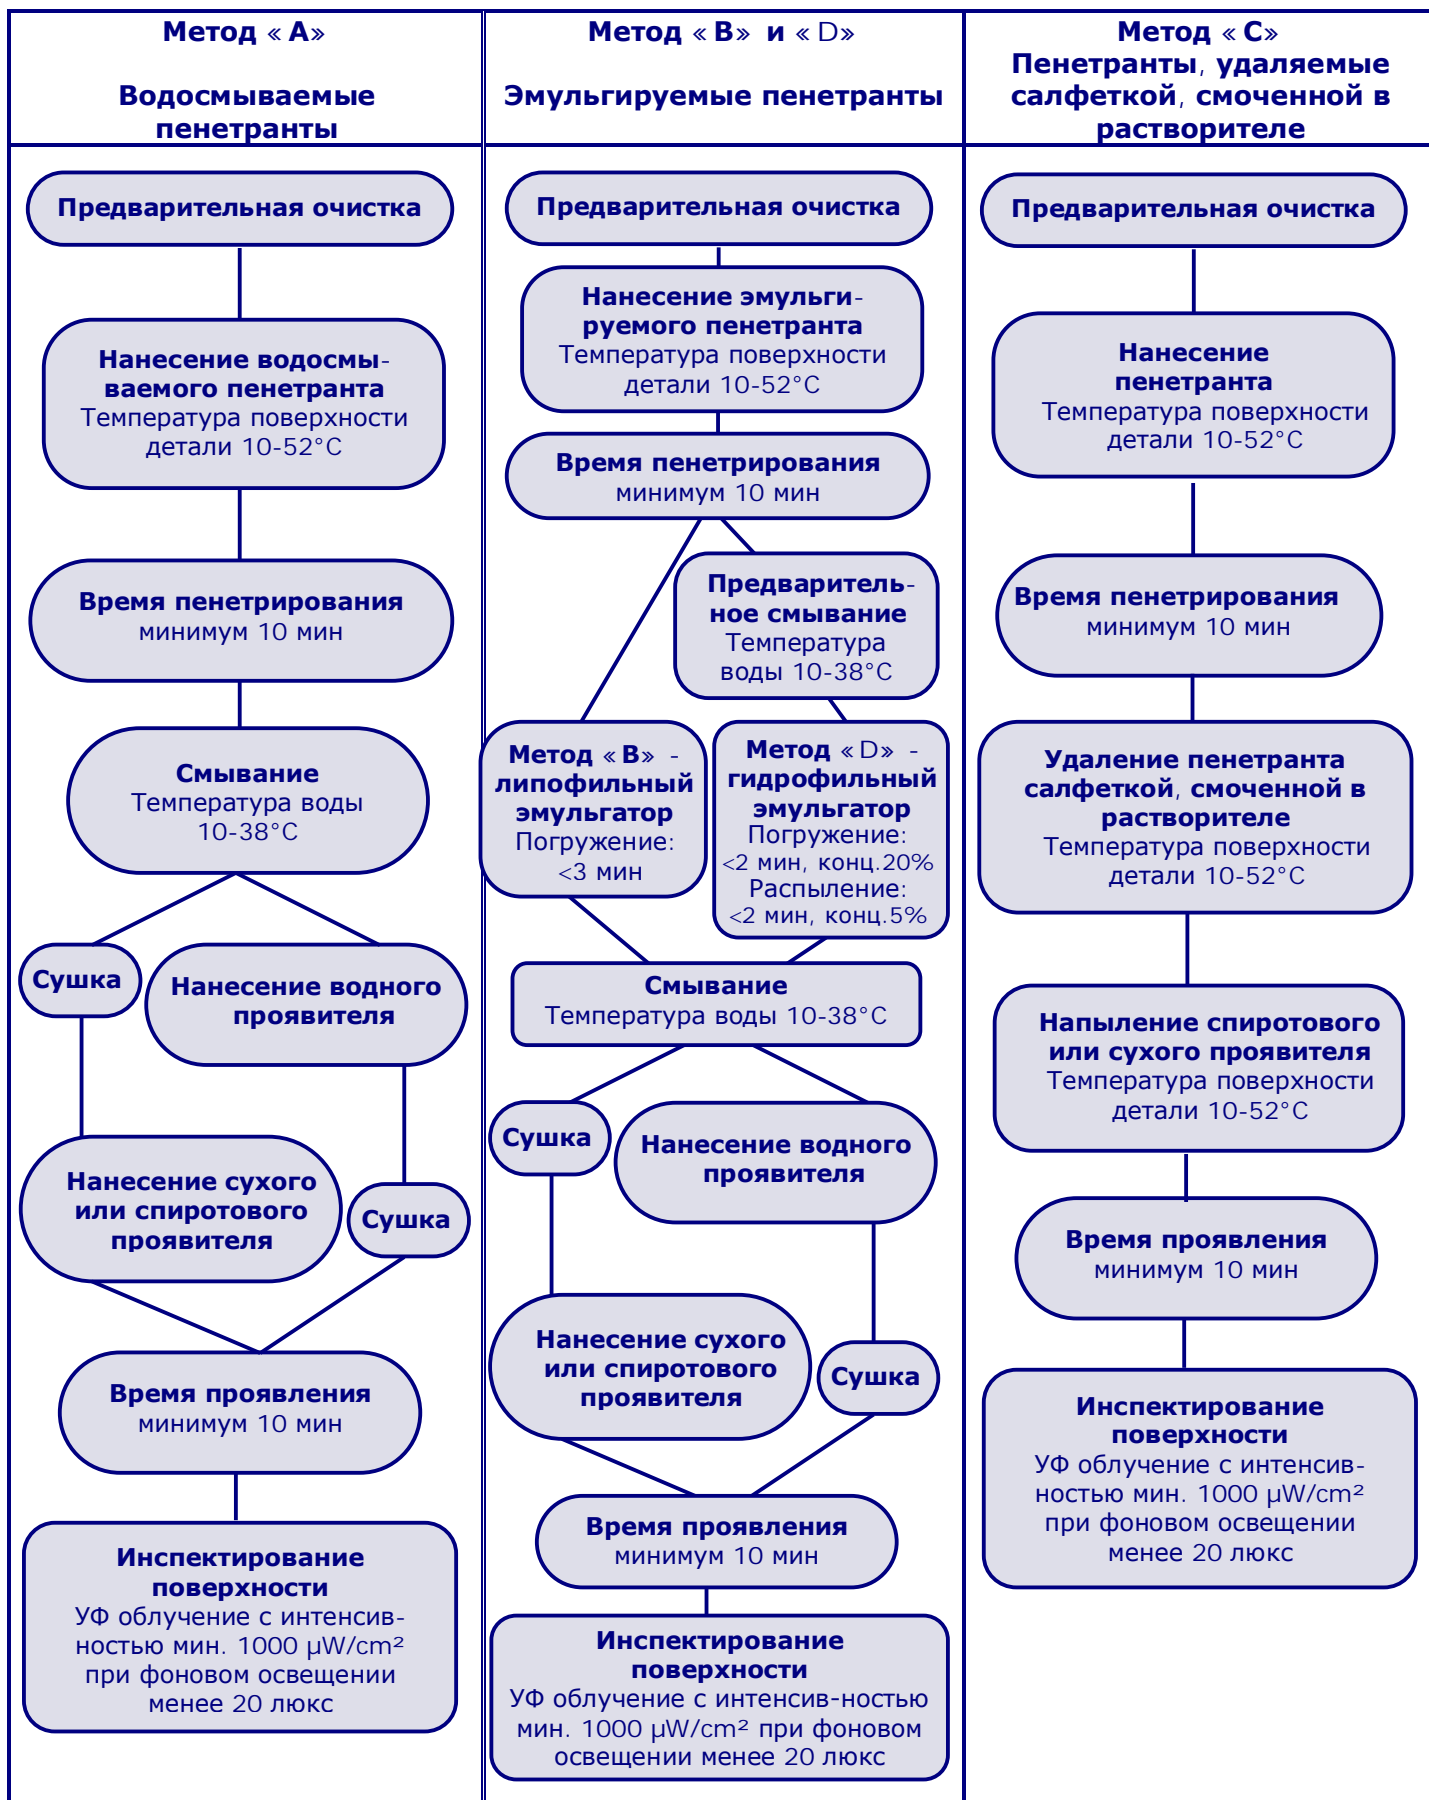 Метод « А»
Водосмываемые
пенетранты
Предварительная очистка
Нанесение водосмы-
ваемого пенетранта
Температура поверхности
детали 10-52°C
Время пенетрирования
минимум 10 мин
Смывание
Температура воды
10-38°C
Сушка
Нанесение водного
проявителя
Нанесение сухого
или спиротового
проявителя
Сушка
Время проявления
минимум 10 мин
Инспектирование
поверхности
УФ облучение с интенсив-
ностью мин. 1000 µW/cm²
при фоновом освещении
менее 20 люкс
Метод « В» и « D»
Эмульгируемые пенетранты
Предварительная очистка
Нанесение эмульги-
руемого пенетранта
Температура поверхности
детали 10-52°C
Время пенетрирования
минимум 10 мин
Предваритель-
ное смывание
Температура
воды 10-38°C
Метод « В» -
липофильный
эмульгатор
Погружение:
<3 мин
Метод « D» -
гидрофильный
эмульгатор
Погружение:
<2 мин, конц.20%
Распыление:
<2 мин, конц.5%
Смывание
Температура воды 10-38°C
Сушка
Нанесение водного
проявителя
Нанесение сухого
или спиротового
проявителя
Сушка
Время проявления
минимум 10 мин
Инспектирование
поверхности
УФ облучение с интенсив-ностью
мин. 1000 µW/cm² при фоновом
освещении менее 20 люкс
Метод « С»
Пенетранты, удаляемые
салфеткой, смоченной в
растворителе
Предварительная очистка
Нанесение
пенетранта
Температура поверхности
детали 10-52°C
Время пенетрирования
минимум 10 мин
Удаление пенетранта
салфеткой, смоченной в
растворителе
Температура поверхности
детали 10-52°C
Напыление спиротового
или сухого проявителя
Температура поверхности
детали 10-52°C
Время проявления
минимум 10 мин
Инспектирование
поверхности
УФ облучение с интенсив-
ностью мин. 1000 µW/cm²
при фоновом освещении
менее 20 люкс